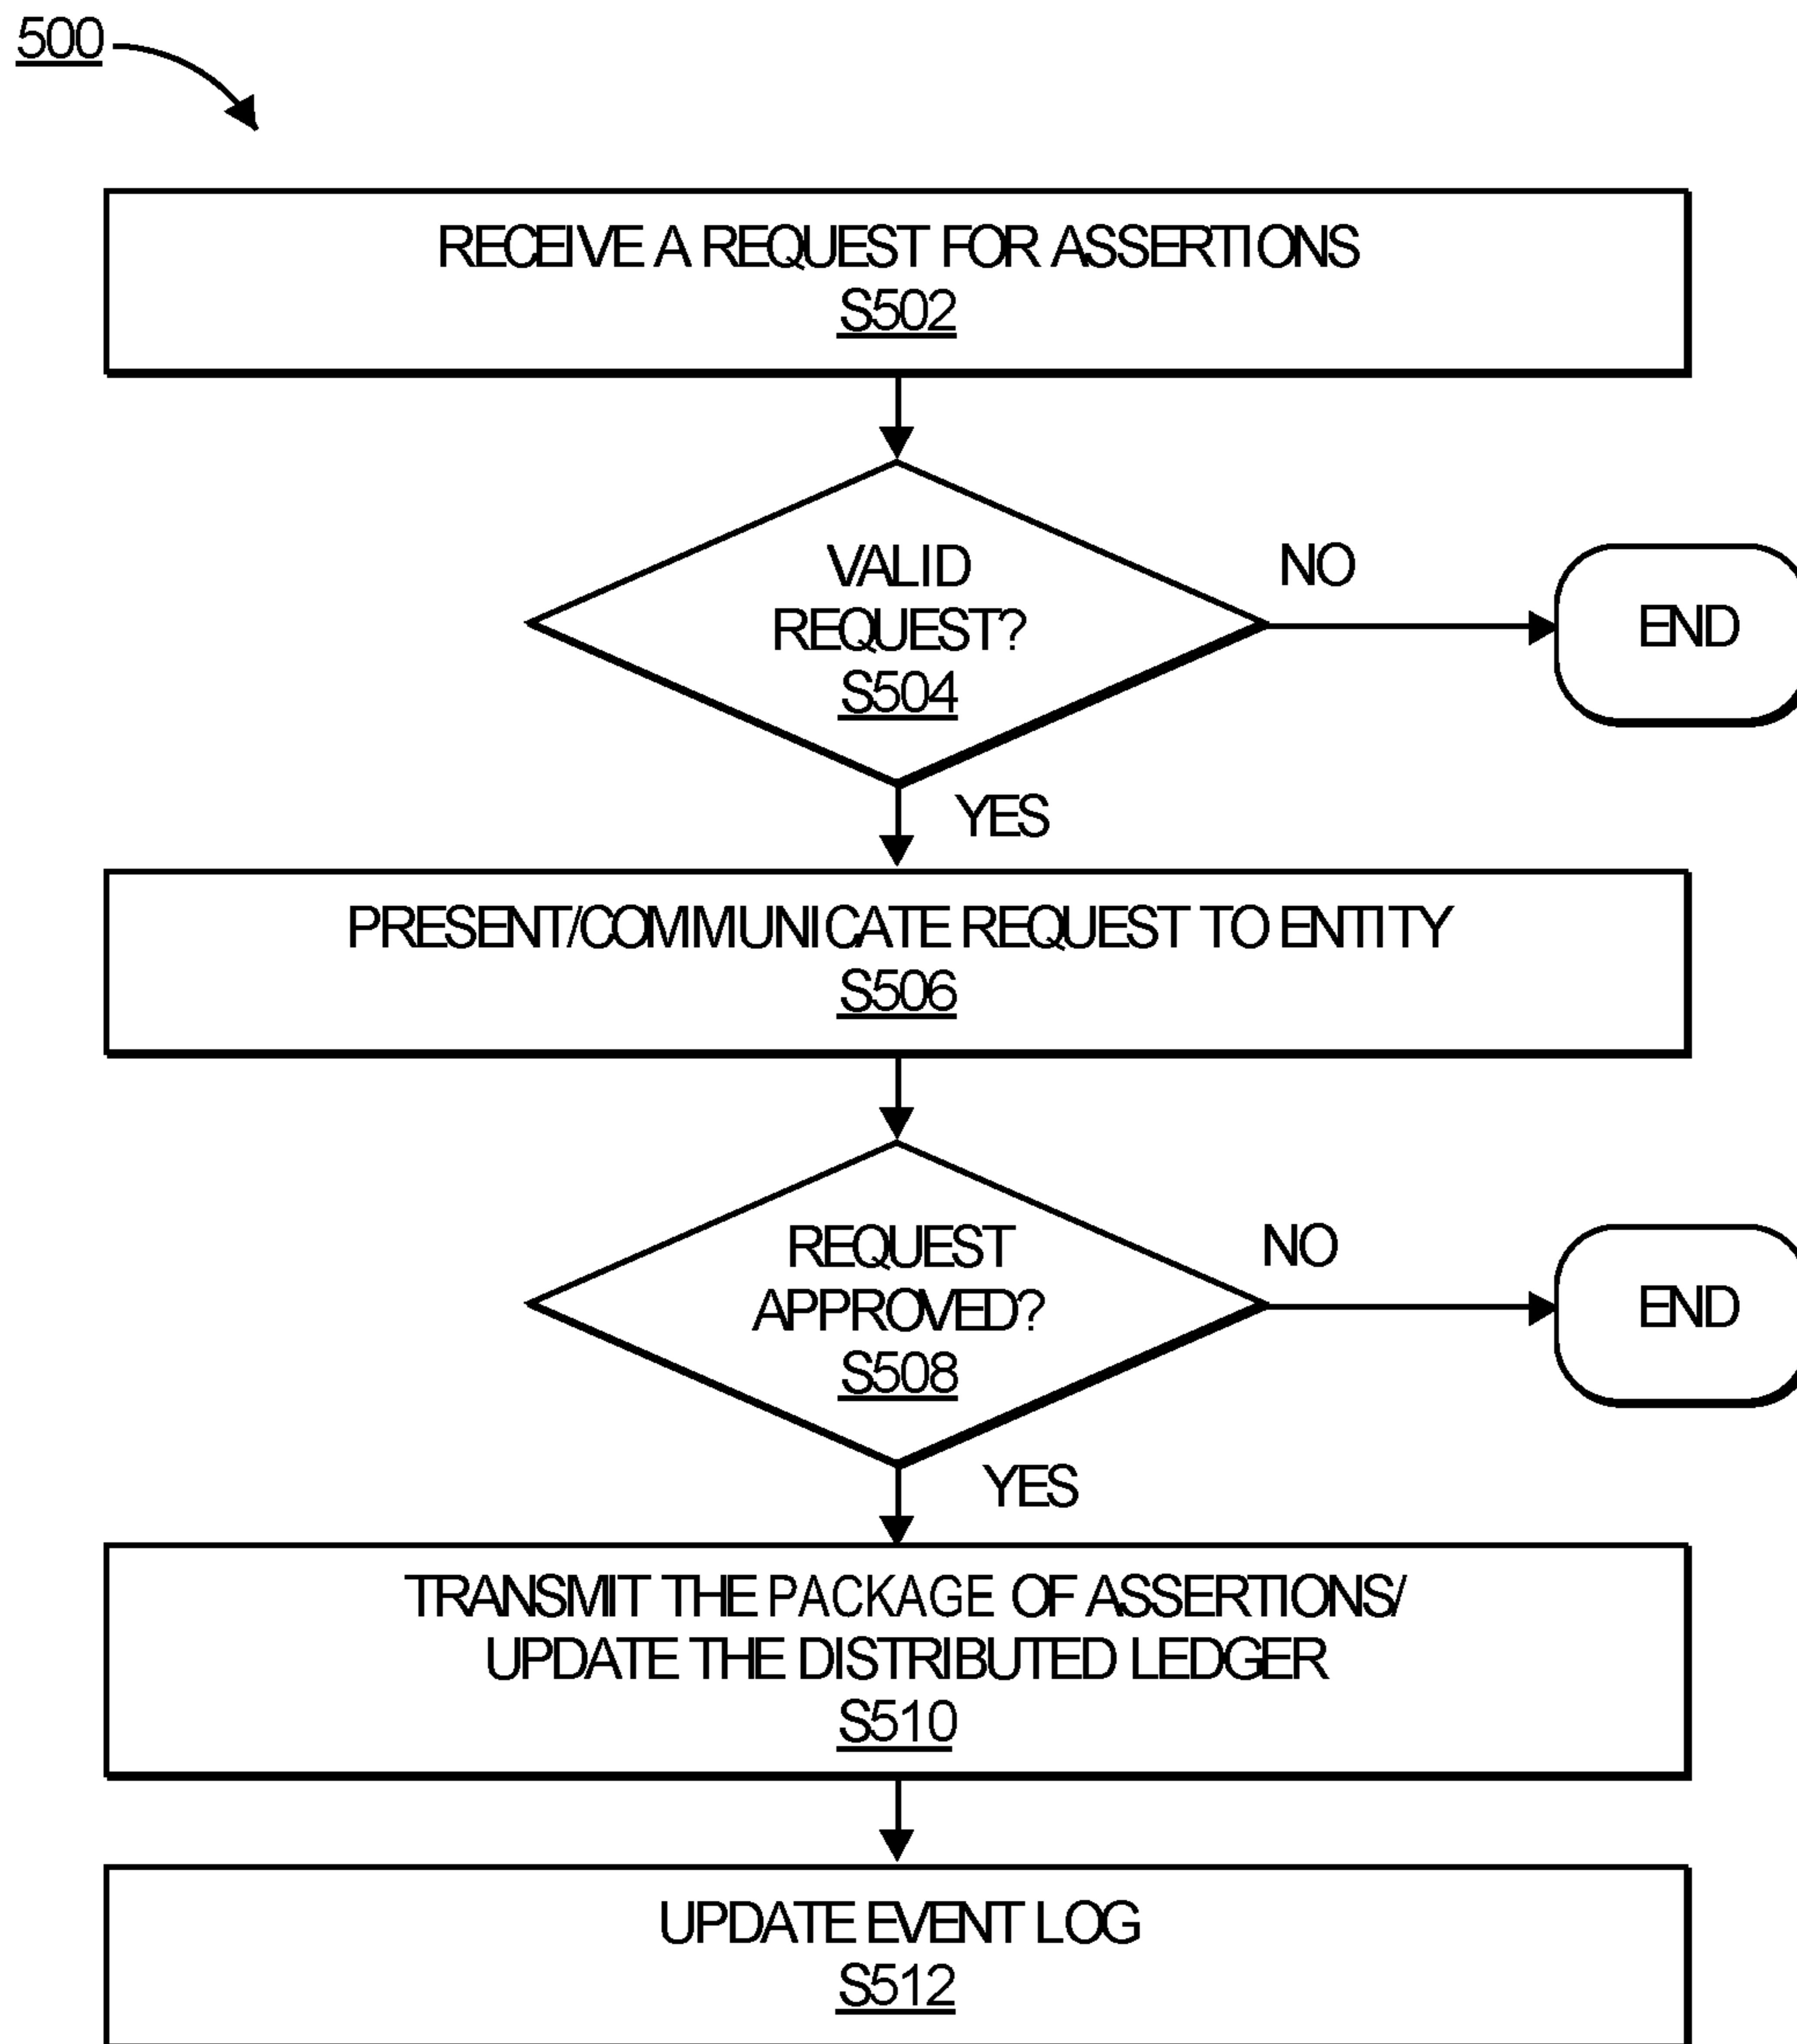 500
RECEIVE A REQUEST FOR ASSERTIONS
S502
VALID
REQUEST?
S504
NO
END
YES
PRESENT/COMMUNICATE REQUEST TO ENTITY
S506
REQUEST
APPROVED?
S508
NO
END
YES
TRANSMIT THE PACKAGE OF ASSERTIONS/
UPDATE THE DISTRIBUTED LEDGER
S510
UPDATE EVENT LOG
S512